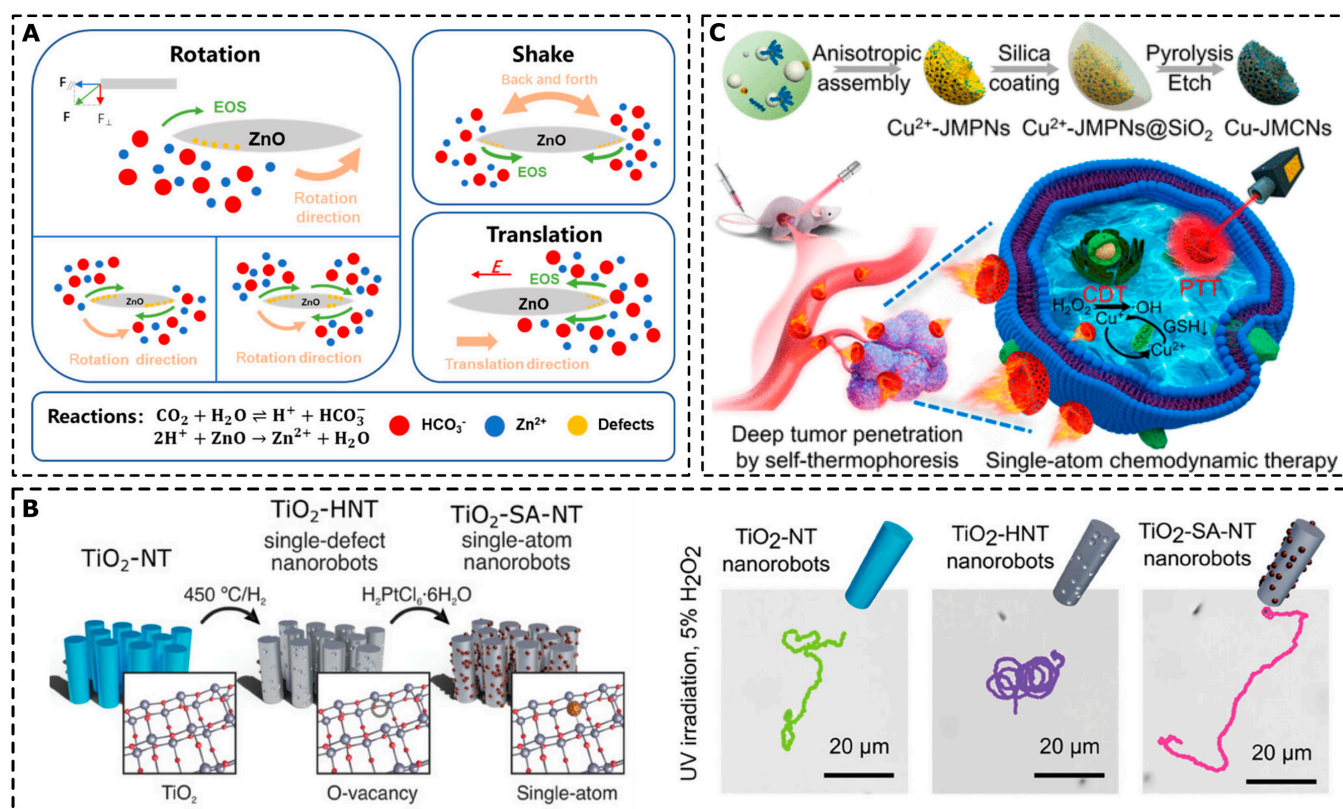 A
Rotation
F∥
F
F⊥
EOS
ZnO
Rotation
direction
ZnO
Rotation direction
ZnO
Rotation direction
Shake
Back and forth
ZnO
EOS
Translation
E
EOS
ZnO
Translation direction
Reactions:
CO₂ + H₂O ⇌ H⁺ + HCO₃⁻
2H⁺ + ZnO → Zn²⁺ + H₂O
HCO₃⁻
Zn²⁺
Defects
C
Anisotropic
assembly
Silica
coating
Pyrolysis
Etch
Cu²⁺-JMPNs
Cu²⁺-JMPNs@SiO₂
Cu-JMCNs
CDT
PTT
H₂O₂
·OH
Cu⁺
GSH↓
Cu²⁺
Deep tumor penetration
by self-thermophoresis
Single-atom chemodynamic therapy
B
TiO₂-NT
450 °C/H₂
TiO₂-HNT
single-defect
nanorobots
H₂PtCl₆·6H₂O
TiO₂-SA-NT
single-atom
nanorobots
TiO₂
O-vacancy
Single-atom
UV irradiation, 5% H₂O₂
TiO₂-NT
nanorobots
20 µm
TiO₂-HNT
nanorobots
20 µm
TiO₂-SA-NT
nanorobots
20 µm